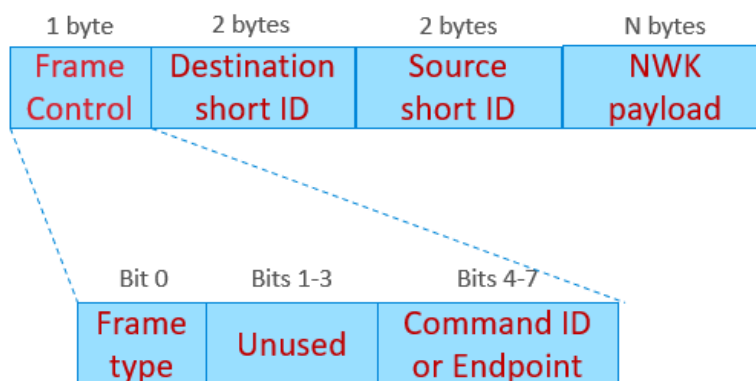 1 byte 2 bytes 2 bytes N bytes
Frame Destination Source NWK
Control short ID short ID payload
Bit 0 Bits 1-3 Bits 4-7
Frame Unused Command ID
type or Endpoint